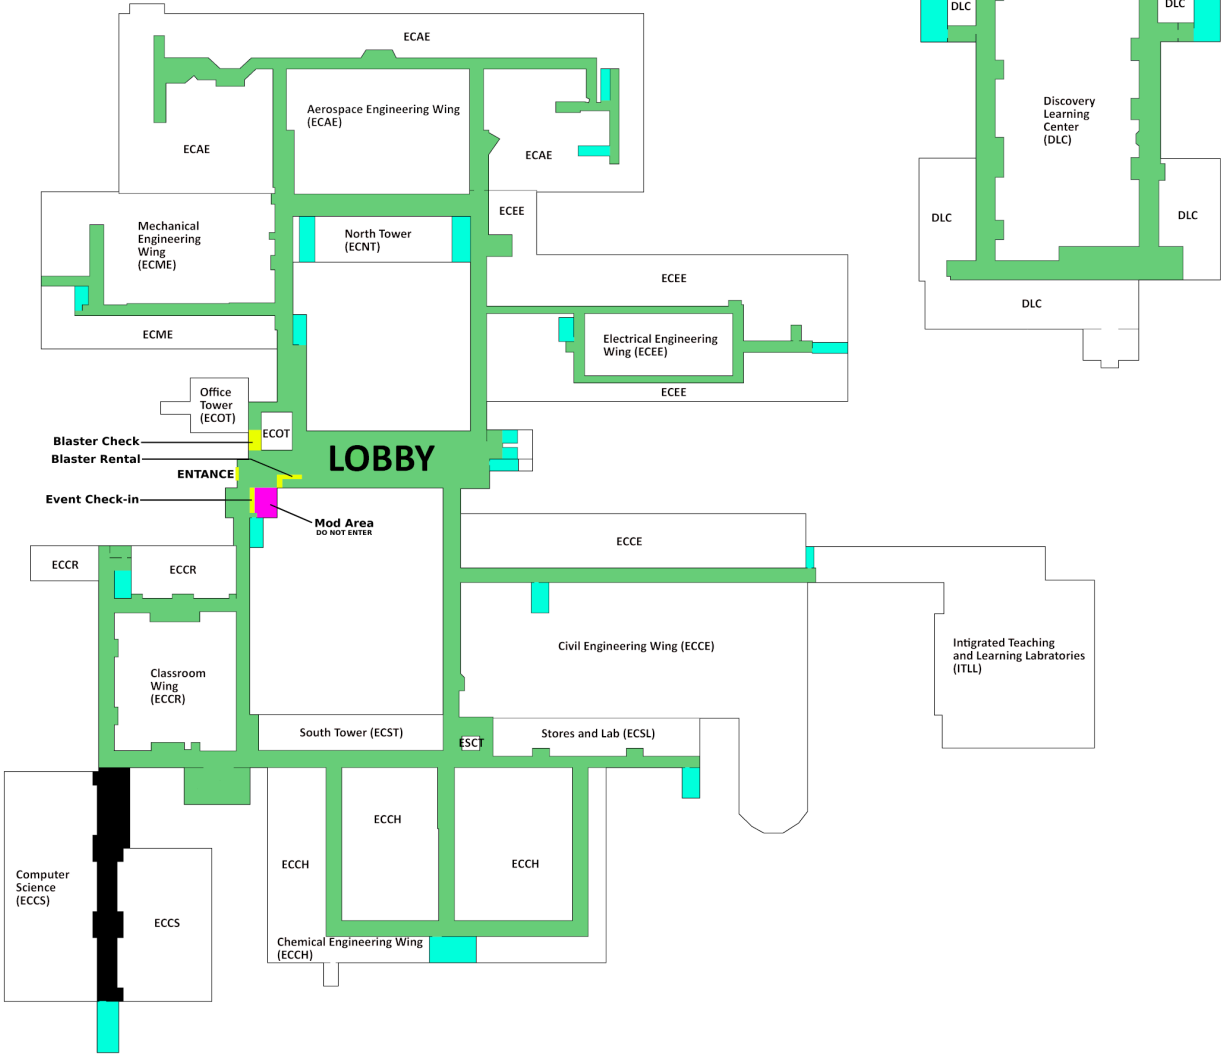 ECAE
DLC
DLC
Aerospace Engineering Wing
(ECAE)
Discovery
Learning
Center
(DLC)
ECAE
ECAE
ECEE
DLC
DLC
Mechanical
Engineering
Wing
(ECME)
North Tower
(ECNT)
ECEE
DLC
ECME
Electrical Engineering
Wing (ECEE)
ECEE
Office
Tower
(ECOT)
ECOT
Blaster Check
Blaster Rental
LOBBY
ENTANCE
Event Check-in
Mod Area
DO NOT ENTER
ECCE
ECCR
ECCR
Civil Engineering Wing (ECCE)
Intigrated Teaching
and Learning Labratories
(ITLL)
Classroom
Wing
(ECCR)
South Tower (ECST)
ESCT
Stores and Lab (ECSL)
ECCH
ECCH
ECCH
Computer
Science
(ECCS)
ECCS
Chemical Engineering Wing
(ECCH)